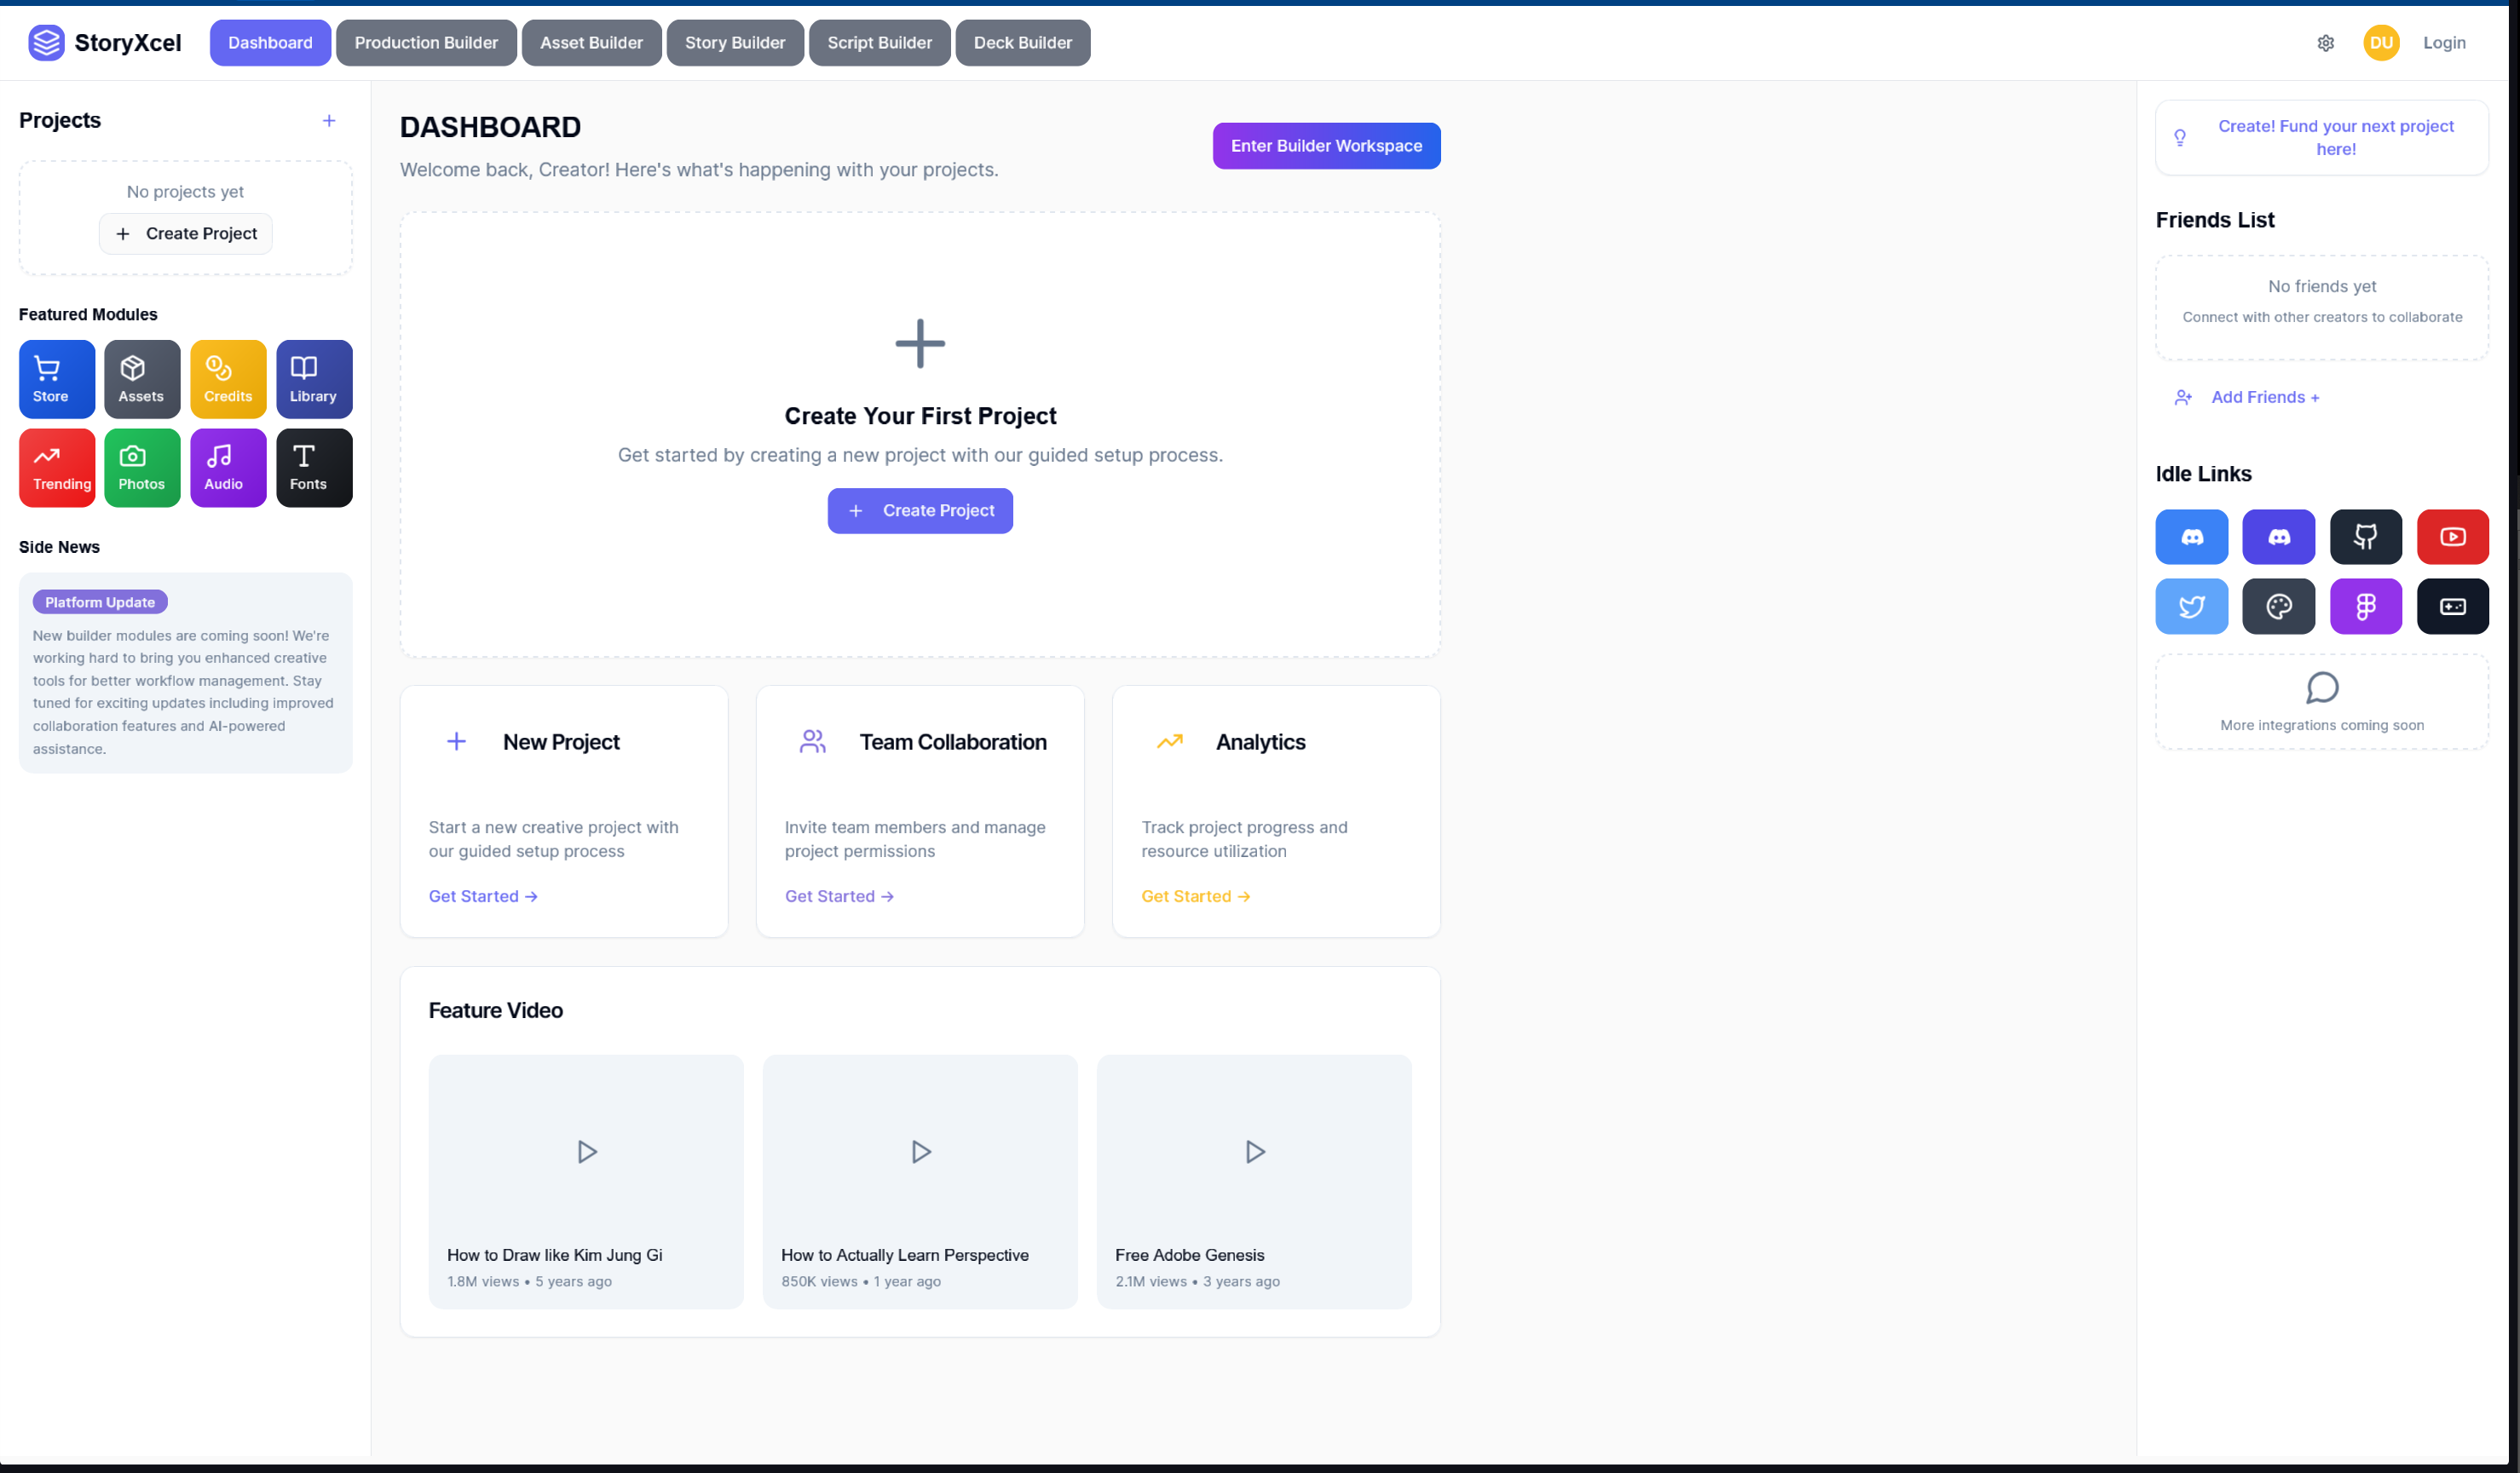 StoryXcel
Dashboard
Production Builder
Asset Builder
Story Builder
Script Builder
Deck Builder
DU
Login
Projects
No projects yet
Create Project
Featured Modules
Store
Assets
Credits
Library
Trending
Photos
Audio
Fonts
Side News
Platform Update
New builder modules are coming soon! We're
working hard to bring you enhanced creative
tools for better workflow management. Stay
tuned for exciting updates including improved
collaboration features and AI-powered
assistance.
DASHBOARD
Welcome back, Creator! Here's what's happening with your projects.
Enter Builder Workspace
Create Your First Project
Get started by creating a new project with our guided setup process.
Create Project
New Project
Start a new creative project with
our guided setup process
Get Started →
Team Collaboration
Invite team members and manage
project permissions
Get Started →
Analytics
Track project progress and
resource utilization
Get Started →
Feature Video
How to Draw like Kim Jung Gi
1.8M views • 5 years ago
How to Actually Learn Perspective
850K views • 1 year ago
Free Adobe Genesis
2.1M views • 3 years ago
Create! Fund your next project
here!
Friends List
No friends yet
Connect with other creators to collaborate
Add Friends +
Idle Links
More integrations coming soon